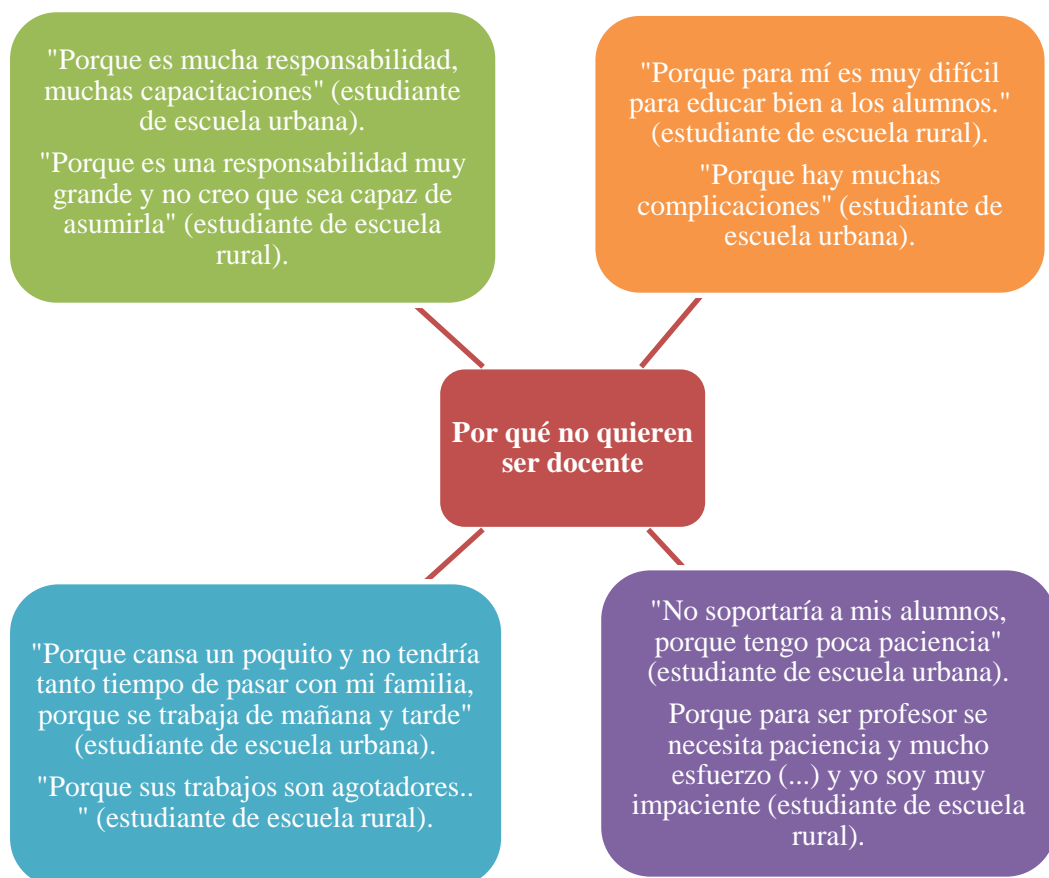 "Porque es mucha responsabilidad,
muchas capacitaciones" (estudiante
de escuela urbana).
"Porque es una responsabilidad muy
grande y no creo que sea capaz de
asumirla" (estudiante de escuela
rural).
"Porque para mí es muy difícil
para educar bien a los alumnos."
(estudiante de escuela rural).
"Porque hay muchas
complicaciones" (estudiante de
escuela urbana).
Por qué no quieren
ser docente
"Porque cansa un poquito y no tendría
tanto tiempo de pasar con mi familia,
porque se trabaja de mañana y tarde"
(estudiante de escuela urbana).
"Porque sus trabajos son agotadores..
" (estudiante de escuela rural).
"No soportaría a mis alumnos,
porque tengo poca paciencia"
(estudiante de escuela urbana).
Porque para ser profesor se
necesita paciencia y mucho
esfuerzo (...) y yo soy muy
impaciente (estudiante de escuela
rural).